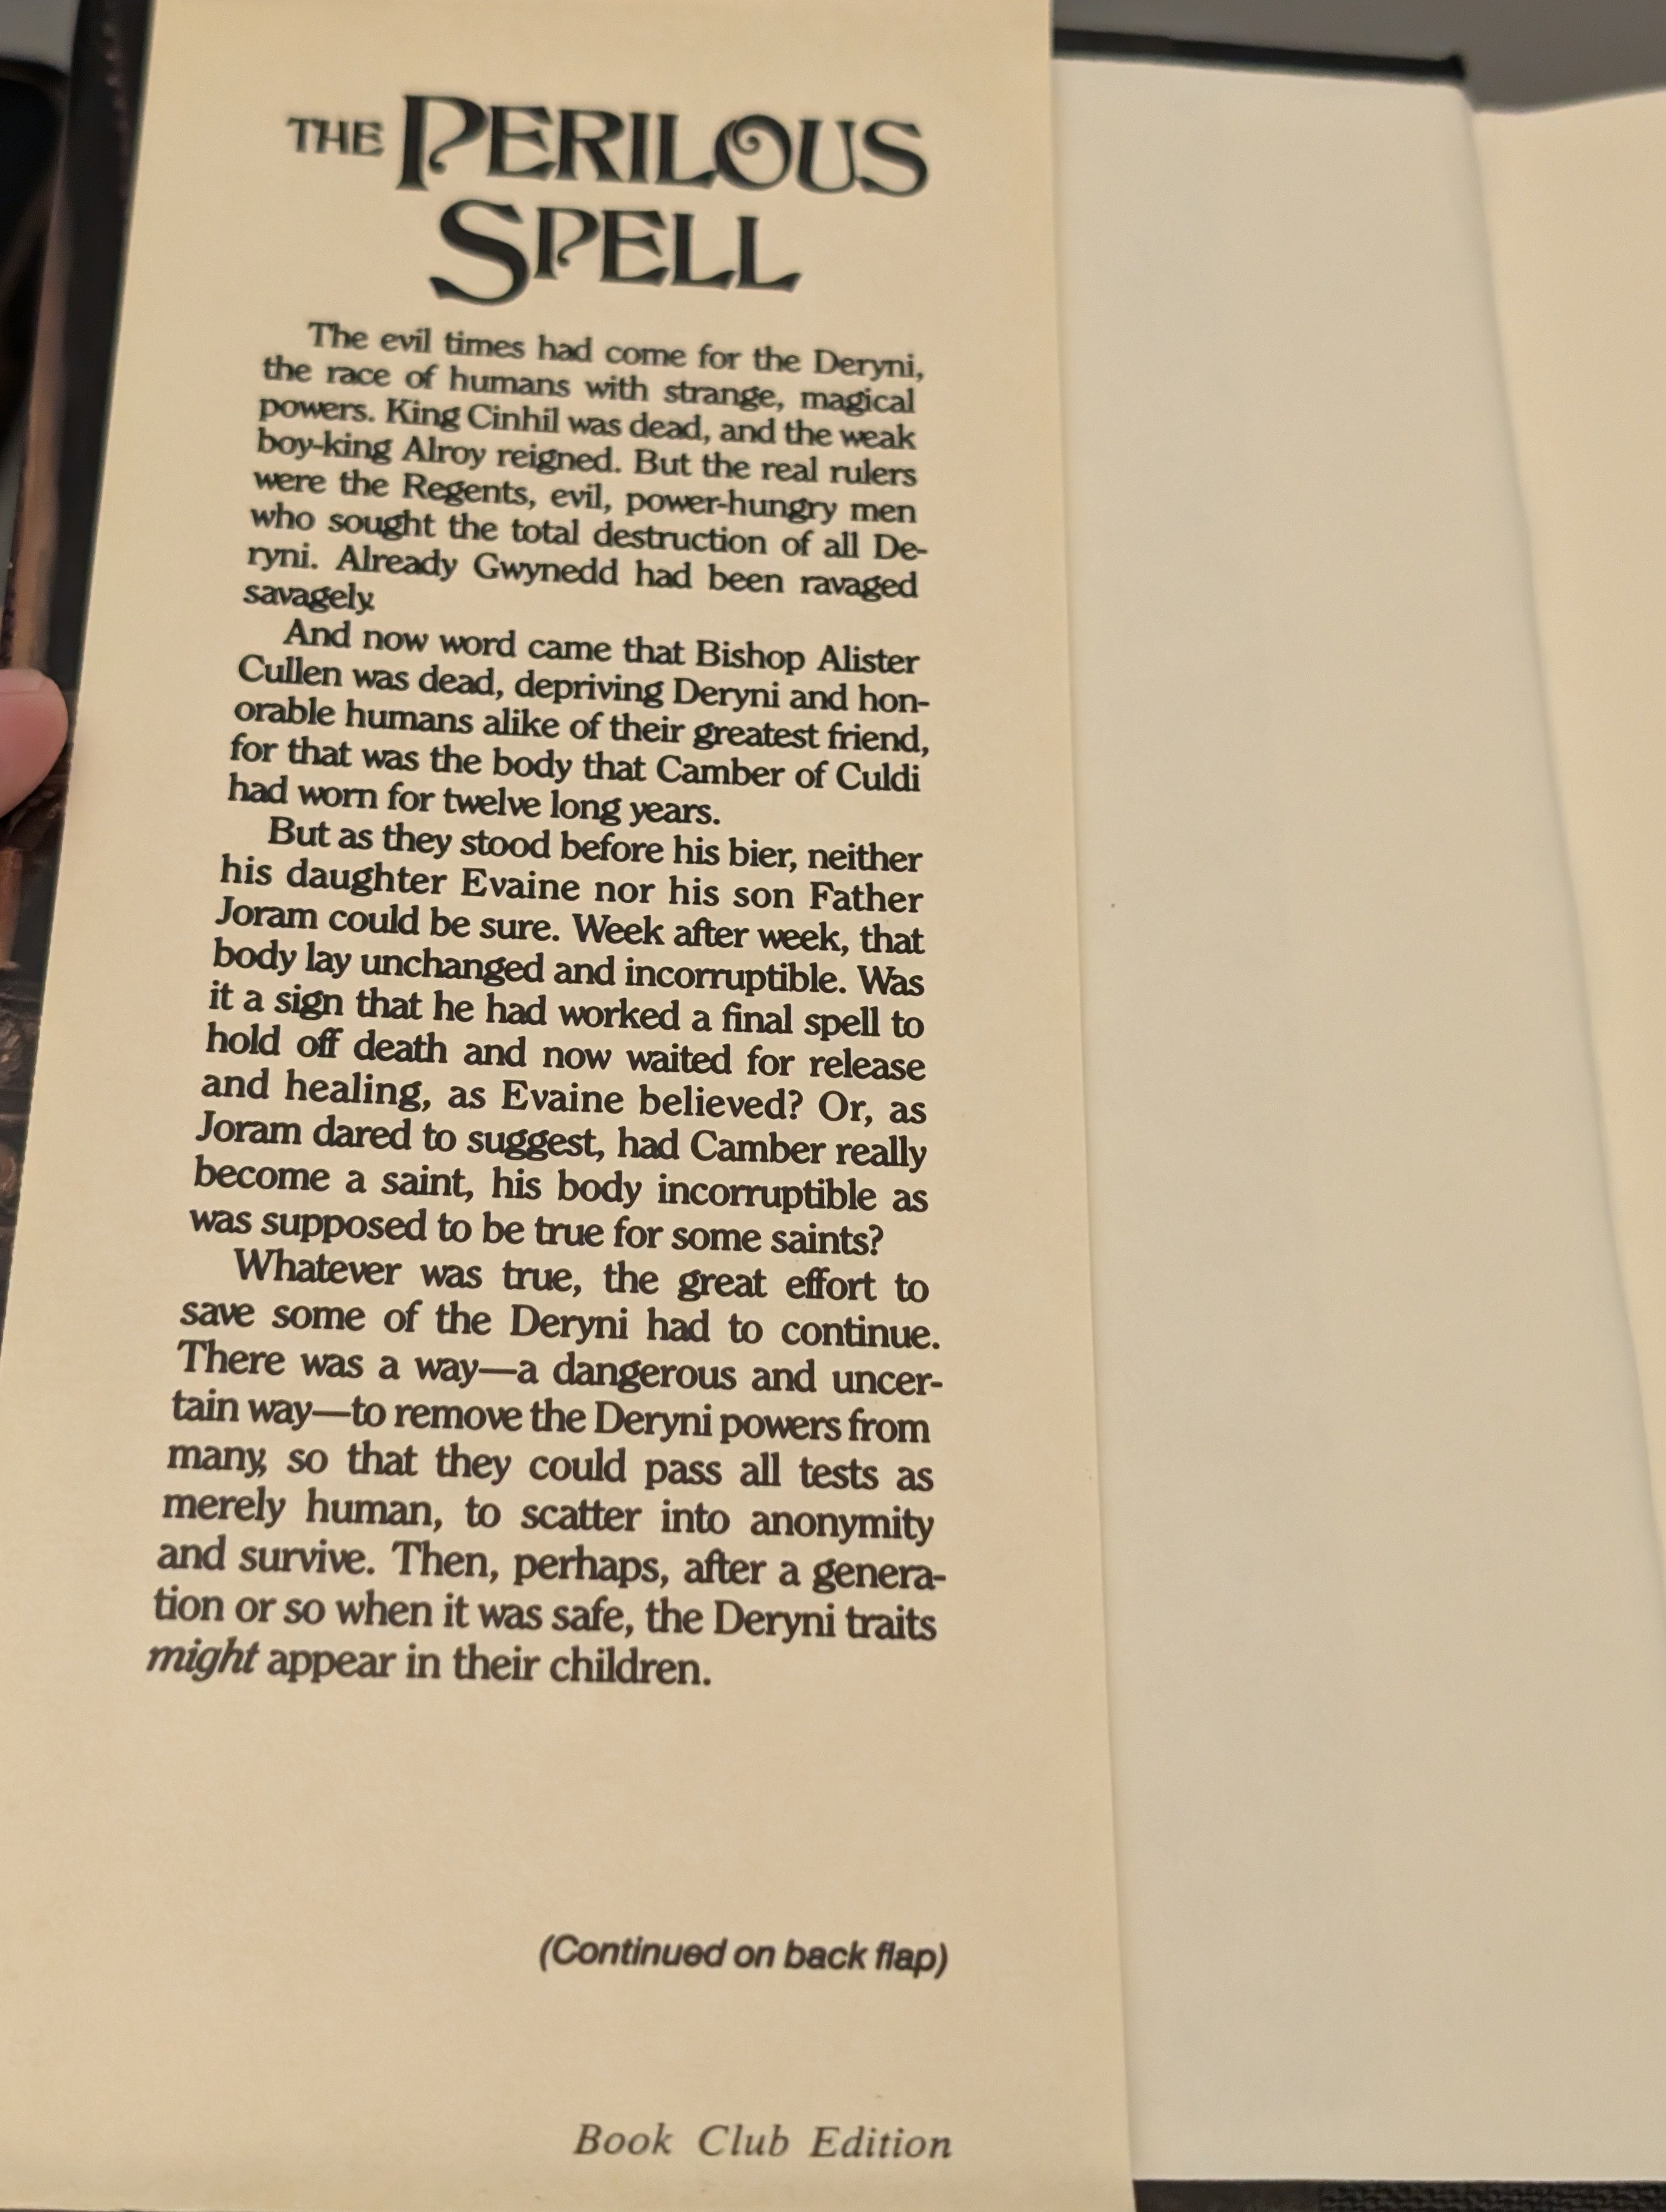 THE PERILOUS
SPELL
The evil times had come for the Deryni,
the race of humans with strange, magical
powers. King Cinhil was dead, and the weak
boy-king Alroy reigned. But the real rulers
were the Regents, evil, power-hungry men
who sought the total destruction of all De-
ryni. Already Gwynedd had been ravaged
savagely.
And now word came that Bishop Alister
Cullen was dead, depriving Deryni and hon-
orable humans alike of their greatest friend,
for that was the body that Camber of Culdi
had worn for twelve long years.
But as they stood before his bier, neither
his daughter Evaine nor his son Father
Joram could be sure. Week after week, that
body lay unchanged and incorruptible. Was
it a sign that he had worked a final spell to
hold off death and now waited for release
and healing, as Evaine believed? Or, as
Joram dared to suggest, had Camber really
become a saint, his body incorruptible as
was supposed to be true for some saints?
Whatever was true, the great effort to
save some of the Deryni had to continue.
There was a way—a dangerous and uncer-
tain way—to remove the Deryni powers from
many, so that they could pass all tests as
merely human, to scatter into anonymity
and survive. Then, perhaps, after a genera-
tion or so when it was safe, the Deryni traits
might appear in their children.
(Continued on back flap)
Book Club Edition